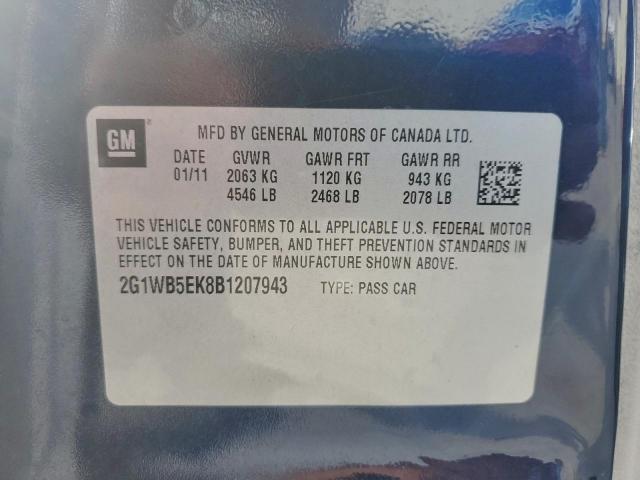 GM
MFD BY GENERAL MOTORS OF CANADA LTD.
DATE GVWR GAWR FRT GAWR RR
01/11 2063 KG 1120 KG 943 KG
4546 LB 2468 LB 2078 LB
THIS VEHICLE CONFORMS TO ALL APPLICABLE U.S. FEDERAL MOTOR
VEHICLE SAFETY, BUMPER, AND THEFT PREVENTION STANDARDS IN
EFFECT ON THE DATE OF MANUFACTURE SHOWN ABOVE.
2G1WB5EK8B1207943 TYPE: PASS CAR